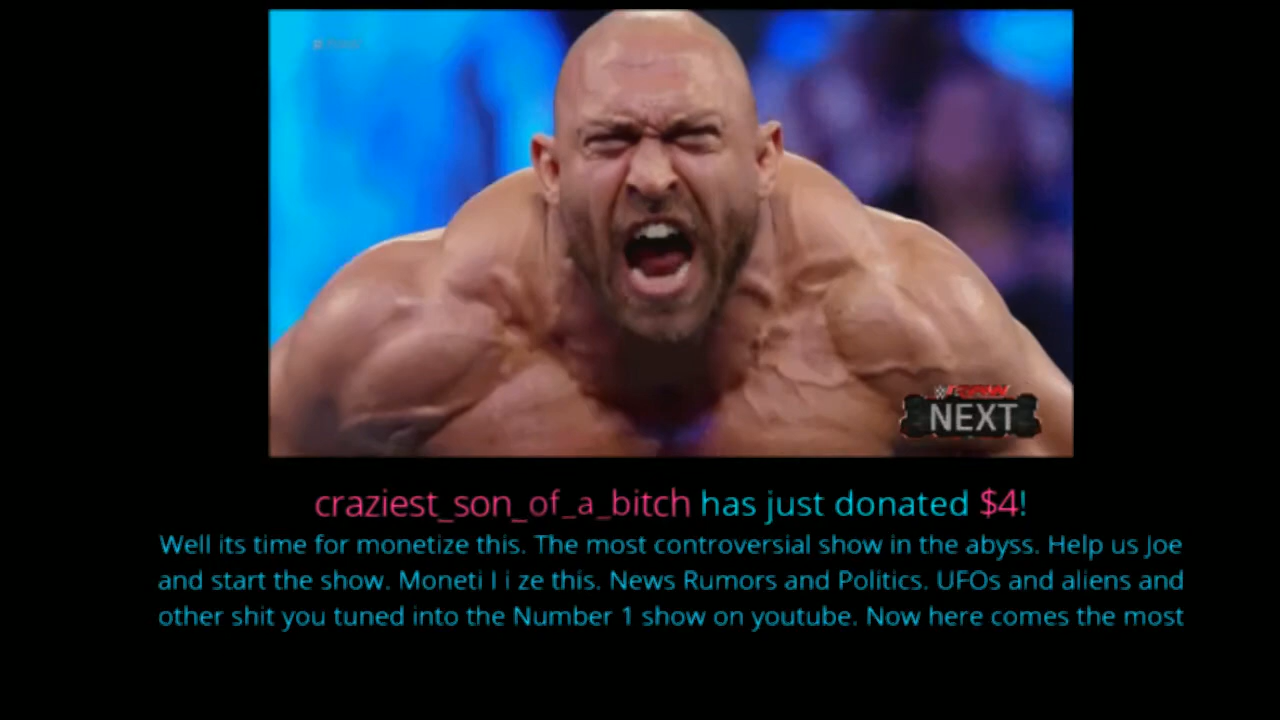 RAW
NEXT
craziest_son_of_a_bitch has just donated $4!
Well its time for monetize this. The most controversial show in the abyss. Help us Joe
and start the show. Moneti l i ze this. News Rumors and Politics. UFOs and aliens and
other shit you tuned into the Number 1 show on youtube. Now here comes the most